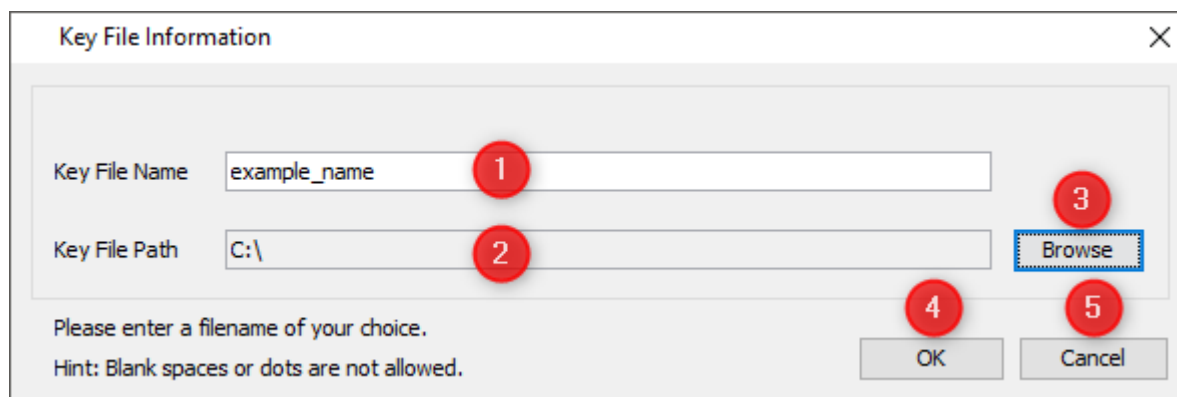 Key File Information
Key File Name example_name 1
3
Key File Path C:\ 2 Browse
4 5
Please enter a filename of your choice.
OK Cancel
Hint: Blank spaces or dots are not allowed.